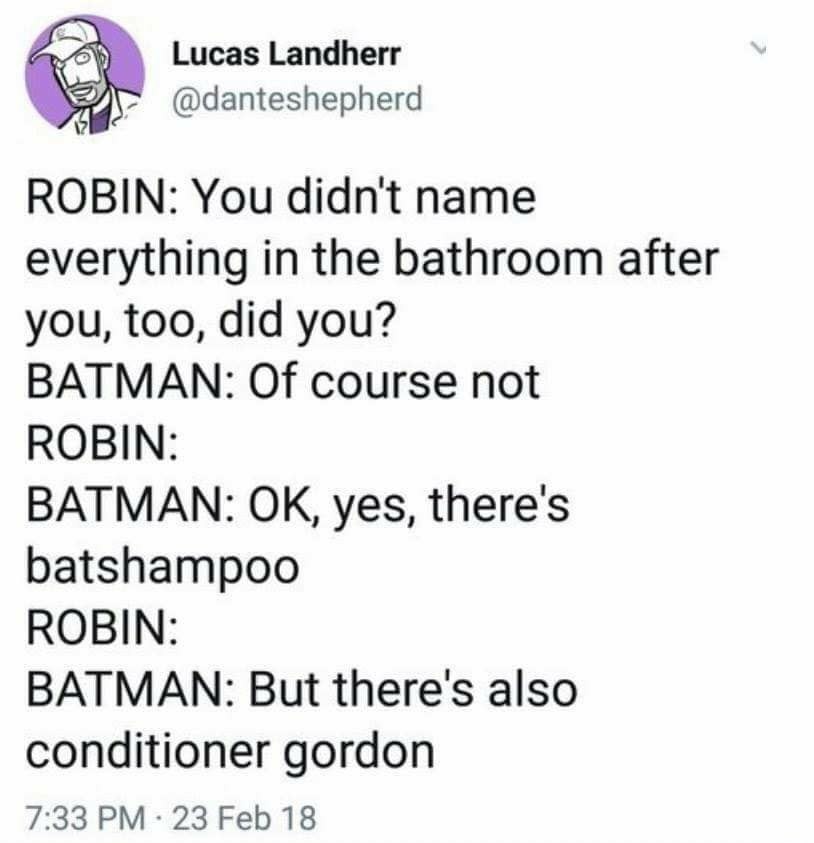 Lucas Landherr
@danteshepherd
ROBIN: You didn't name
everything in the bathroom after
you, too, did you?
BATMAN: Of course not
ROBIN:
BATMAN: OK, yes, there's
batshampoo
ROBIN:
BATMAN: But there's also
conditioner gordon
7:33 PM · 23 Feb 18